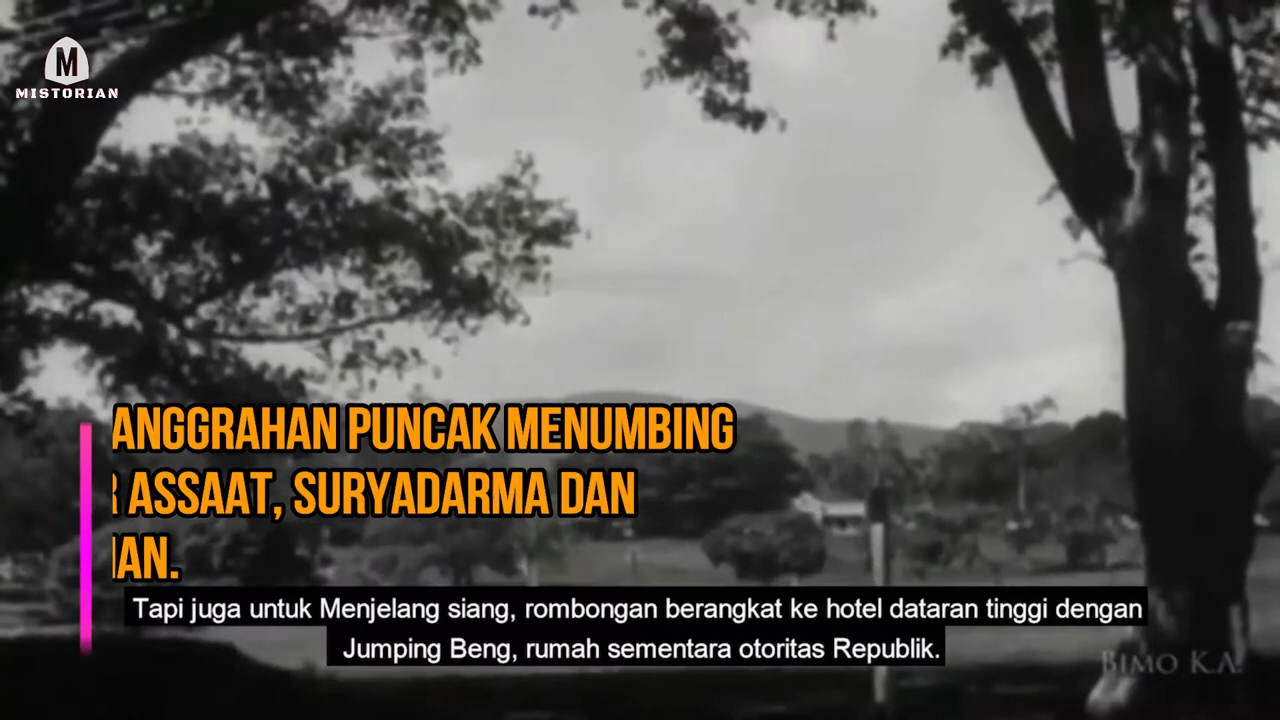 M
MISTORIAN
ANGGRAHAN PUNCAK MENUMBING
ASSAAT, SURYADARMA DAN
AN.
Tapi juga untuk Menjelang siang, rombongan berangkat ke hotel dataran tinggi dengan
Jumping Beng, rumah sementara otoritas Republik.
BIMO K.A.